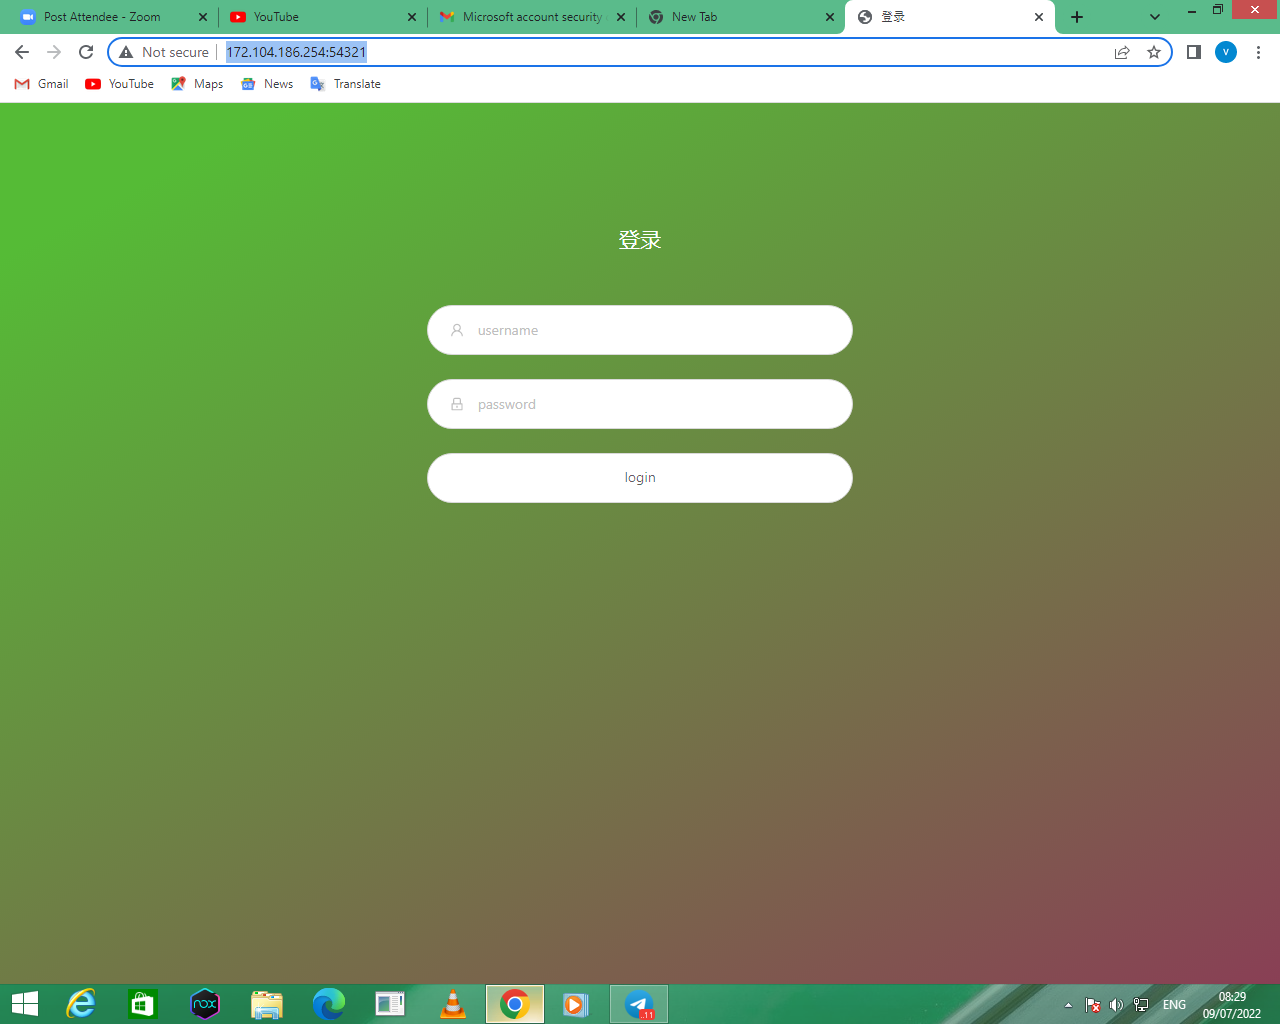 Post Attendee - Zoom
YouTube
Microsoft account security
New Tab
登录
Not secure
172.104.186.254:54321
V
Gmail
YouTube
Maps
News
Translate
登录
username
password
login
nox
11
ENG
08:29
09/07/2022